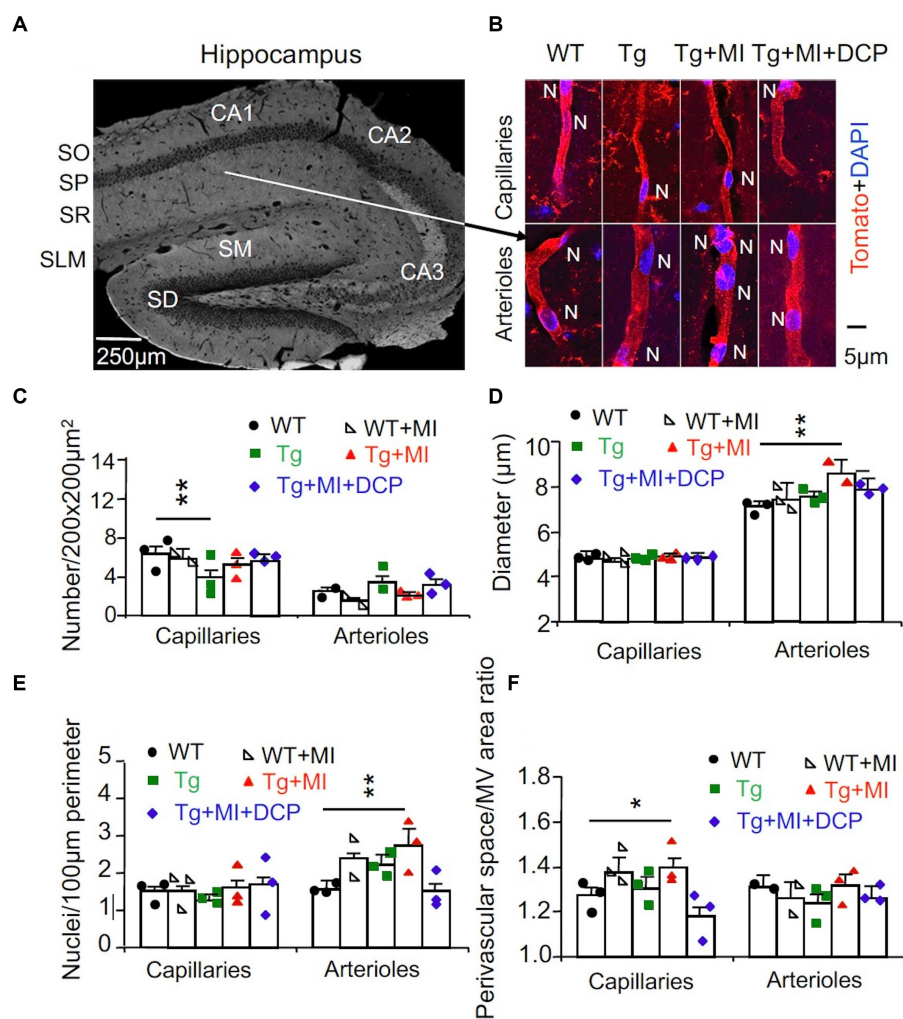 A
Hippocampus
CA1
CA2
SO
SP
SR
SLM
SM
CA3
SD
250μm
B
WT Tg Tg+MI Tg+MI+DCP
Capillaries
N N N N
Arterioles
N N N N N N N N N
Tomato+DAPI
5μm
C
WT WT+MI
Tg Tg+MI
Tg+MI+DCP
Number/200x200μm²
14
12
8
4
0
**
Capillaries Arterioles
D
WT WT+MI
Tg Tg+MI
Tg+MI+DCP
Diameter (μm)
10
8
6
4
2
**
Capillaries Arterioles
E
WT WT+MI
Tg Tg+MI
Tg+MI+DCP
Nuclei/100μm perimeter
5
4
3
2
1
0
**
Capillaries Arterioles
F
WT WT+MI
Tg Tg+MI
Tg+MI+DCP
Perivascular space/MV area ratio
1.8
1.6
1.4
1.2
1.0
*
Capillaries Arterioles